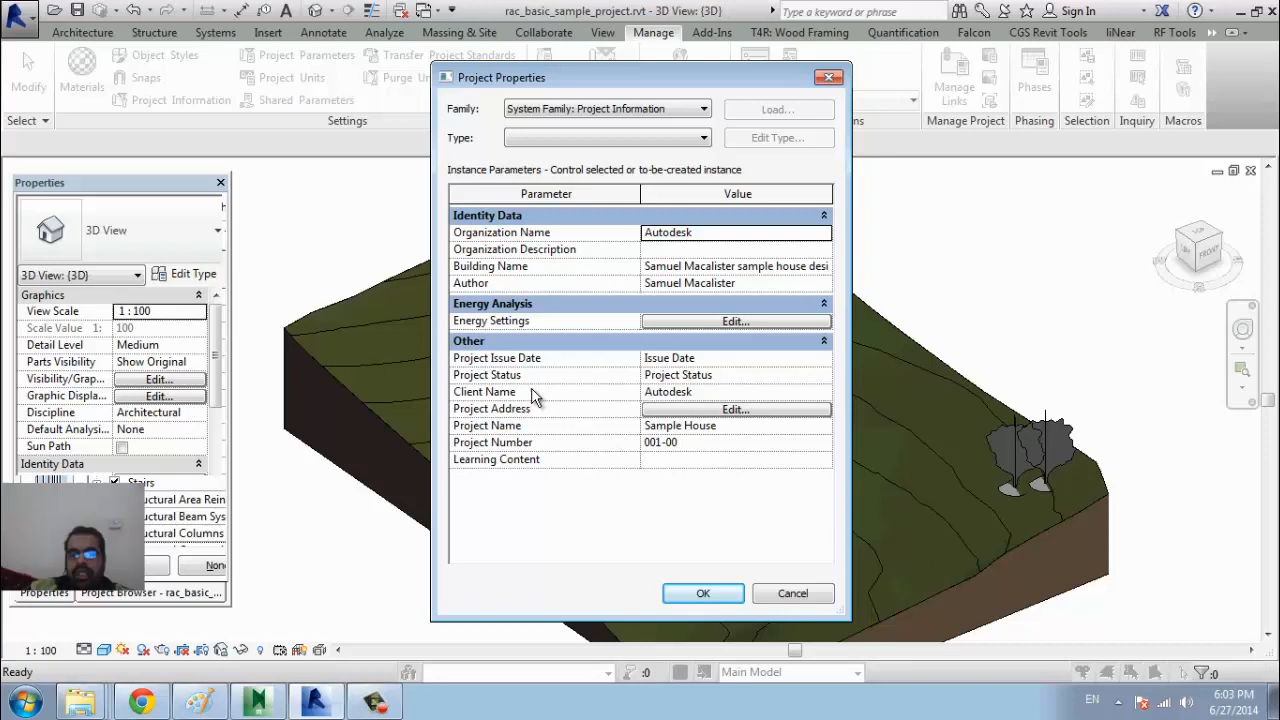 rac_basic_sample_project.rvt - 3D View: {3D}
Type a keyword or phrase
Sign In
Architecture Structure Systems Insert Annotate Analyze Massing & Site Collaborate View Manage Add-Ins T4R: Wood Framing Quantification Falcon CGS Revit Tools liNear RF Tools
Object Styles Project Parameters Transfer Project Standards
Snaps Project Units Purge Un
Project Information Shared Parameters
Modify Materials
Manage Links Phases
Select Settings Manage Project Phasing Selection Inquiry Macros
Project Properties
Family: System Family: Project Information Load...
Type: Edit Type...
Instance Parameters - Control selected or to-be-created instance
Parameter Value
Identity Data
Organization Name Autodesk
Organization Description
Building Name Samuel Macalister sample house desi
Author Samuel Macalister
Energy Analysis
Energy Settings Edit...
Other
Project Issue Date Issue Date
Project Status Project Status
Client Name Autodesk
Project Address Edit...
Project Name Sample House
Project Number 001-00
Learning Content
OK Cancel
Properties
3D View
3D View: {3D} Edit Type
Graphics
View Scale 1 : 100
Scale Value 1: 100
Detail Level Medium
Parts Visibility Show Original
Visibility/Grap... Edit...
Graphic Displa... Edit...
Discipline Architectural
Default Analysi... None
Sun Path
Identity Data
Stairs
ructural Area Rein
ructural Beam Sys
ructural Columns
Non
Properties Project Browser - rac_basic_...
TOP
FRONT
1 : 100
Ready
:0
Main Model
:0
EN
6:03 PM
6/27/2014